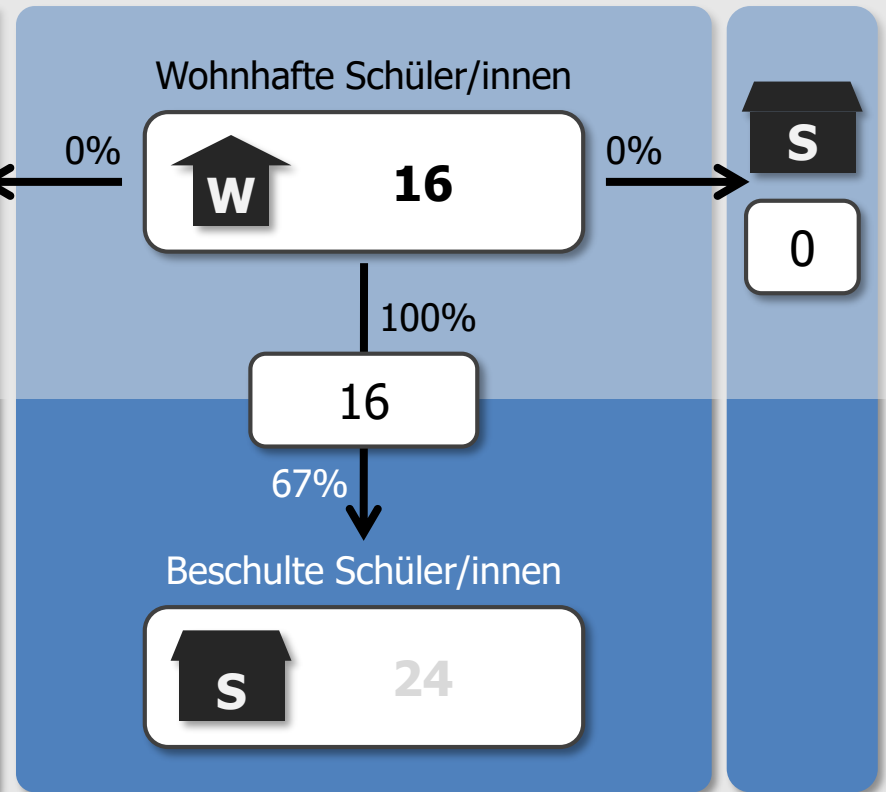 Wohnhafte Schüler/innen
0%
W
16
0%
S
0
100%
16
67%
Beschulte Schüler/innen
S
24